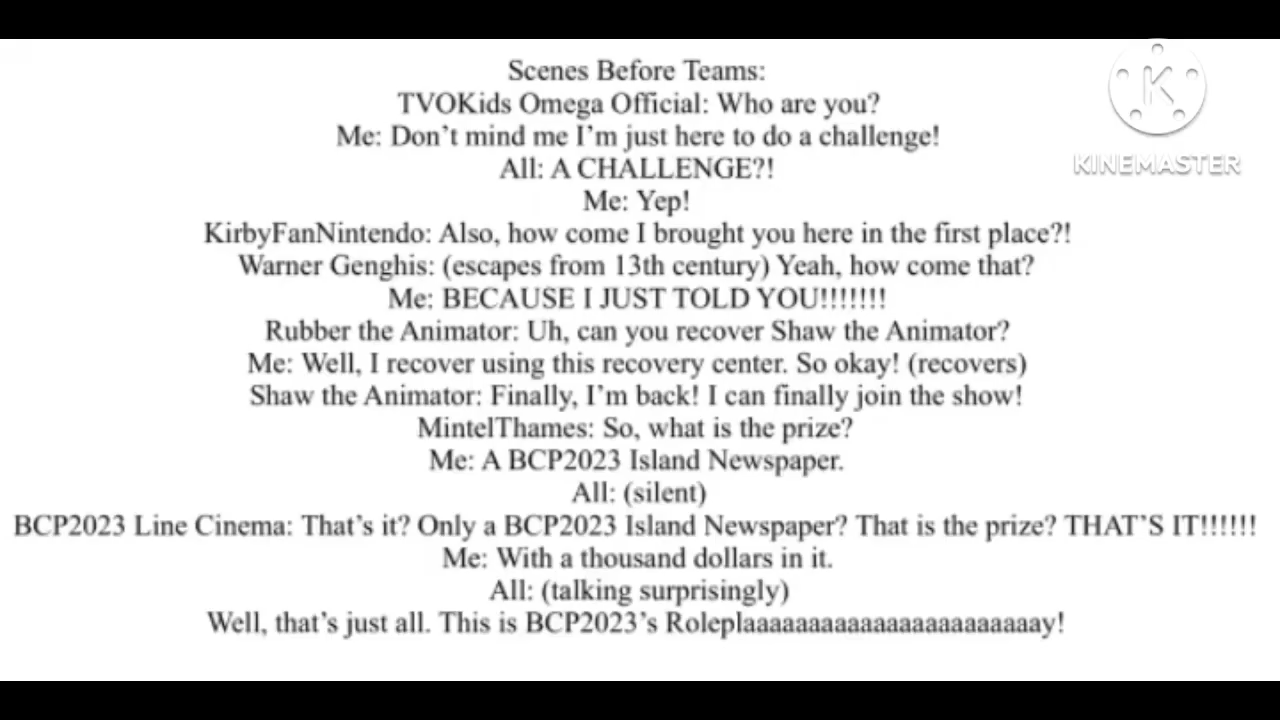 Scenes Before Teams:
TVOKids Omega Official: Who are you?
Me: Don’t mind me I’m just here to do a challenge!
All: A CHALLENGE?!
Me: Yep!
KirbyFanNintendo: Also, how come I brought you here in the first place?!
Warner Genghis: (escapes from 13th century) Yeah, how come that?
Me: BECAUSE I JUST TOLD YOU!!!!!!!
Rubber the Animator: Uh, can you recover Shaw the Animator?
Me: Well, I recover using this recovery center. So okay! (recovers)
Shaw the Animator: Finally, I’m back! I can finally join the show!
MintelThames: So, what is the prize?
Me: A BCP2023 Island Newspaper.
All: (silent)
BCP2023 Line Cinema: That’s it? Only a BCP2023 Island Newspaper? That is the prize? THAT’S IT!!!!!!
Me: With a thousand dollars in it.
All: (talking surprisingly)
Well, that’s just all. This is BCP2023’s Roleplaaaaaaaaaaaaaaaaaaaaaaay!
K
KINEMASTER